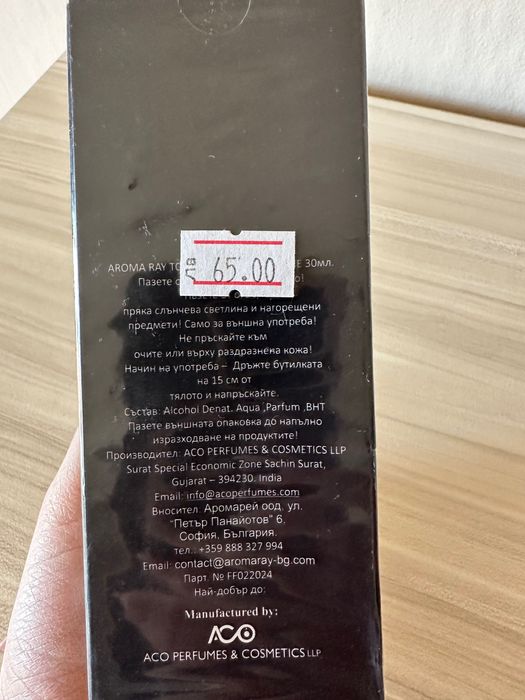 лв 65.00
AROMA RAY TO E 30мл.
Пазете о о!
пряка слънчева светлина и нагорещени
предмети! Само за външна употреба!
Не пръскайте към
очите или върху раздразнена кожа!
Начин на употреба – Дръжте бутилката
на 15 см от
тялото и напръскайте.
Състав: Alcohol Denat. Aqua ,Parfum ,BHT
Пазете външната опаковка до напълно
изразходване на продуктите!
Производител: ACO PERFUMES & COSMETICS LLP
Surat Special Economic Zone Sachin Surat,
Gujarat – 394230. India
Email: info@acoperfumes.com
Вносител: Аромарей оод, ул.
"Петър Панайотов" 6.
София, България.
тел.. +359 888 327 994
Email: contact@aromaray-bg.com
Парт. № FF022024
Най-добър до:
Manufactured by:
ACO
ACO PERFUMES & COSMETICS LLP